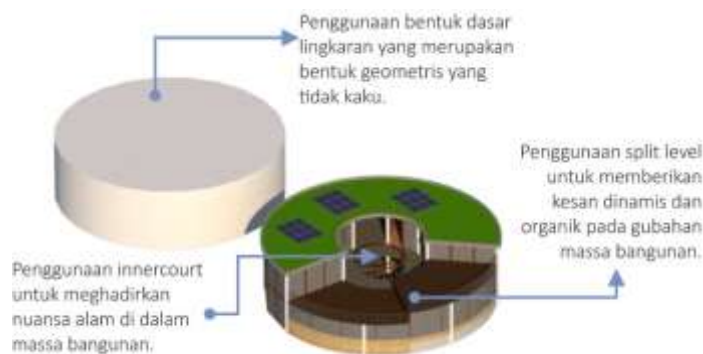 Penggunaan bentuk dasar
lingkaran yang merupakan
bentuk geometris yang
tidak kaku.
Penggunaan split level
untuk memberikan
kesan dinamis dan
organik pada gubahan
massa bangunan.
Penggunaan innercourt
untuk meghadirkan
nuansa alam di dalam
massa bangunan.